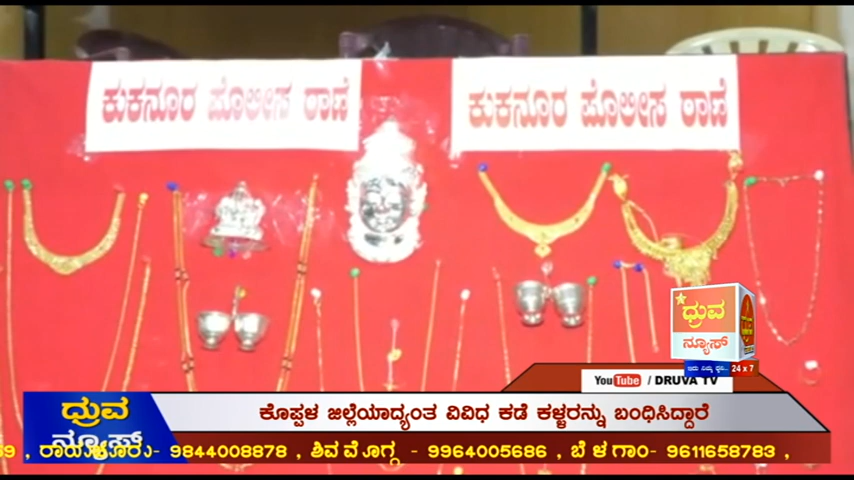 ಕುಕನೂರ ಪೊಲೀಸ ಠಾಣೆ
ಕುಕನೂರ ಪೊಲೀಸ ಠಾಣೆ
ಧ್ರುವ
ನ್ಯೂಸ್
24 x 7
YouTube / DRUVA TV
ಧ್ರುವ
ನ್ಯೂಸ್
ಕೊಪ್ಪಳ ಜಿಲ್ಲೆಯಾದ್ಯಂತ ವಿವಿಧ ಕಡೆ ಕಳ್ಳರನ್ನು ಬಂಧಿಸಿದ್ದಾರೆ
9844008878 , ಶಿವಮೊಗ್ಗ - 9964005686 , ಬೆಳಗಾಂ- 9611658783 ,